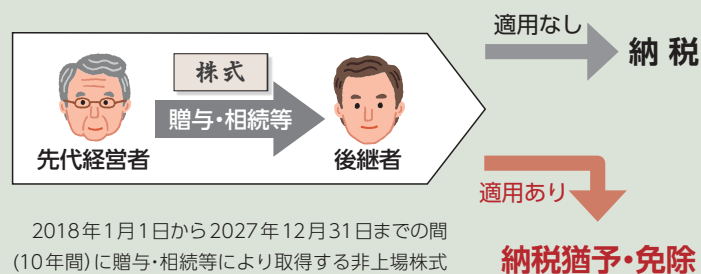 適用なし
納税
株式
贈与・相続等
先代経営者
後継者
適用あり
2018年1月1日から2027年12月31日までの間
(10年間)に贈与・相続等により取得する非上場株式
納税猶予・免除